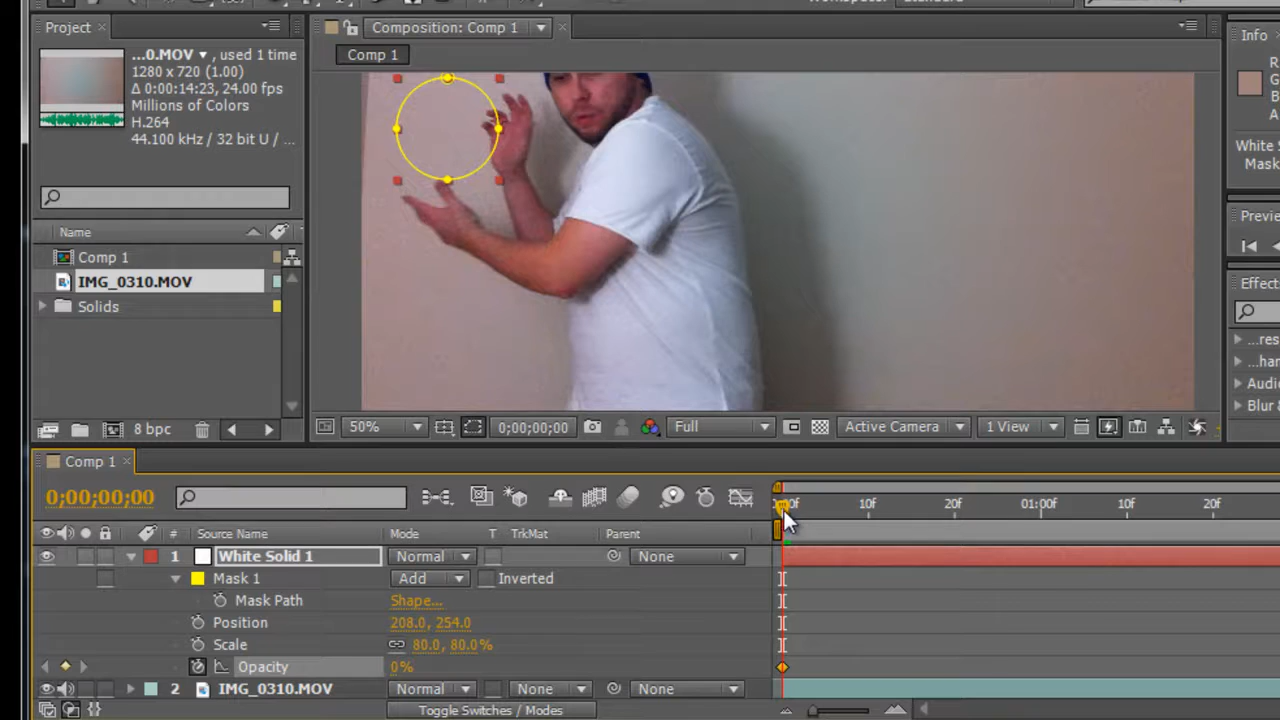 Project
Composition: Comp 1
Info
...0.MOV ▾ , used 1 time
1280 x 720 (1.00)
Δ 0:00:14:23, 24.00 fps
Millions of Colors
H.264
44.100 kHz / 32 bit U / ...
Comp 1
R
G
B
A
White S
Mask
Name
Comp 1
IMG_0310.MOV
Solids
Previe
Effect
...res
...ha
Audio
Blur &
8 bpc
50%
0;00;00;00
Full
Active Camera
1 View
Comp 1
0;00;00;00
10f
20f
01:00f
10f
20f
# Source Name
Mode
T TrkMat
Parent
1 White Solid 1
Normal
None
Mask 1
Add
Inverted
Mask Path
Shape...
Position
208.0, 254.0
Scale
80.0, 80.0%
Opacity
0%
2 IMG_0310.MOV
Normal
None
None
Toggle Switches / Modes